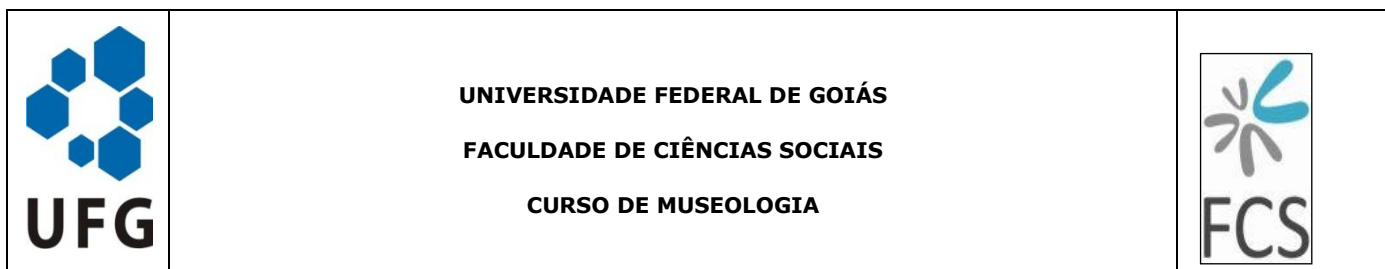 UFG
UNIVERSIDADE FEDERAL DE GOIÁS
FACULDADE DE CIÊNCIAS SOCIAIS
CURSO DE MUSEOLOGIA
FCS